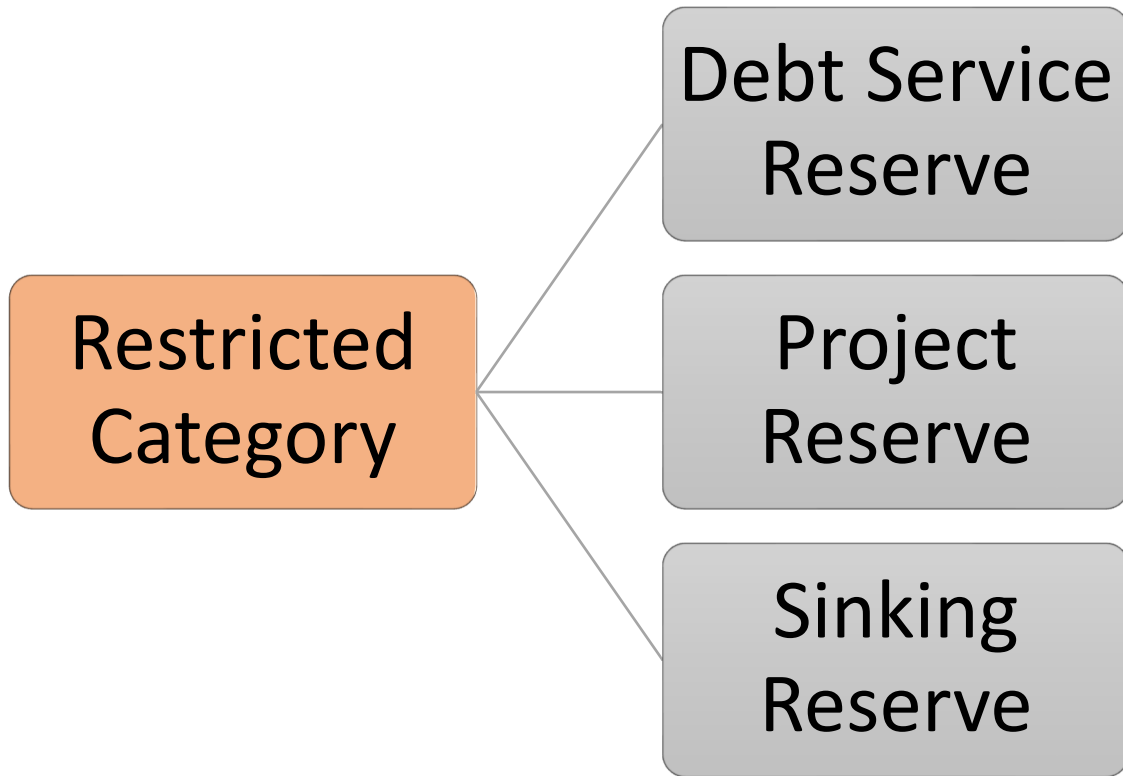 Debt Service
Reserve
Restricted
Category
Project
Reserve
Sinking
Reserve